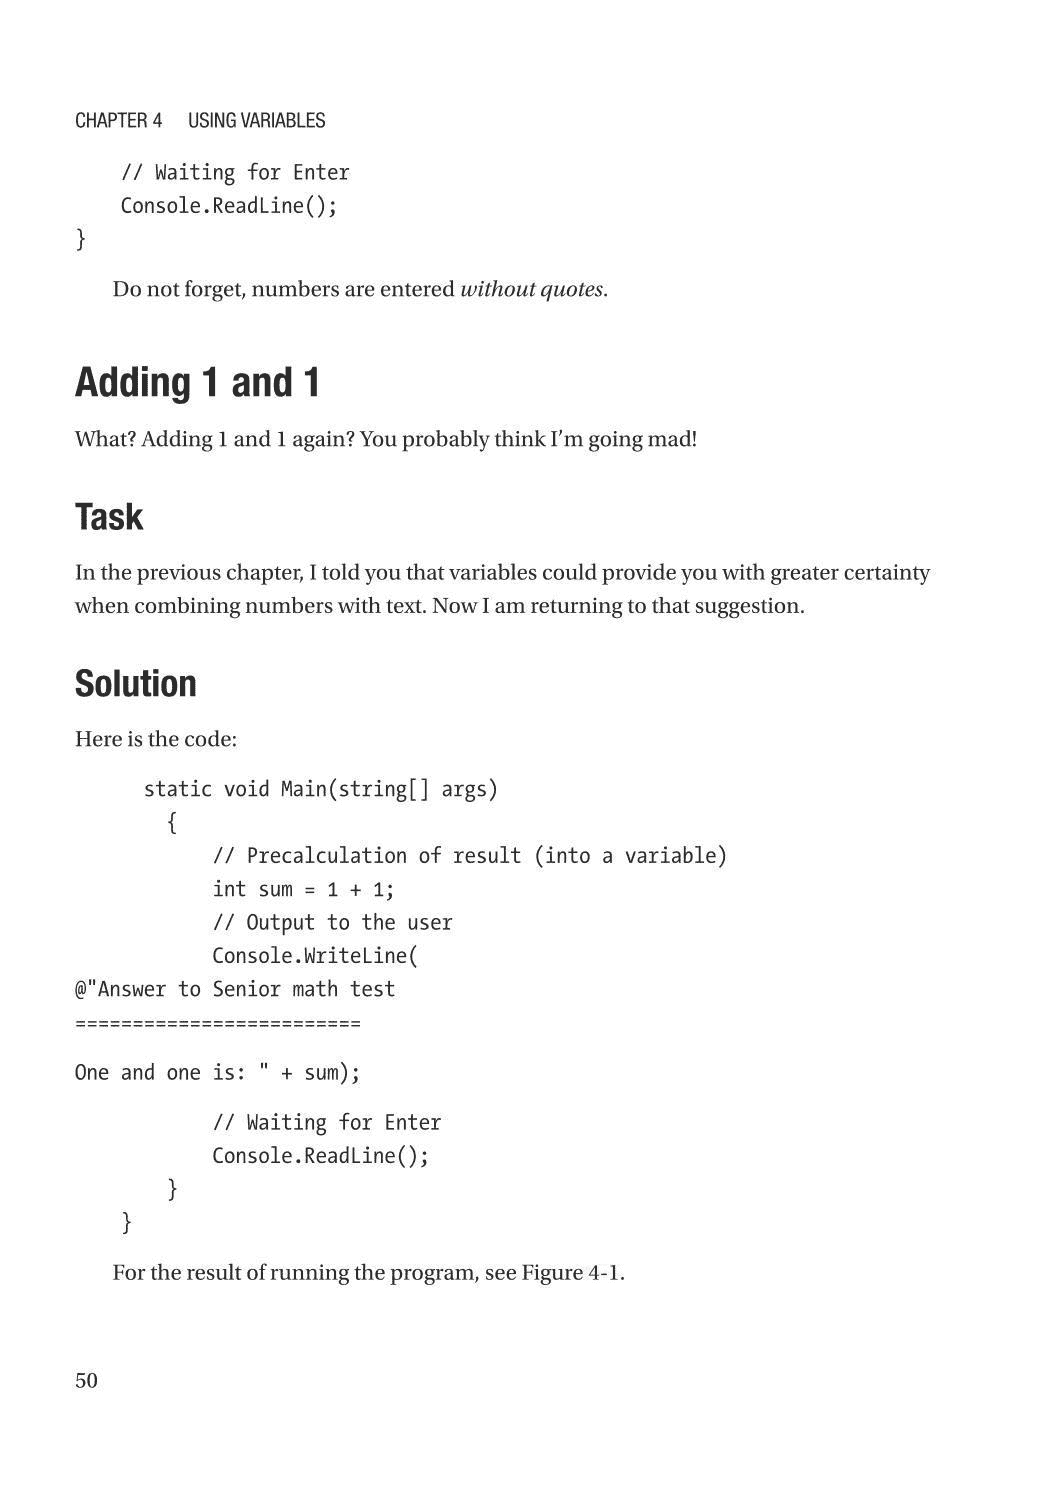 CHAPTER 4 USING VARIABLES
// Waiting for Enter
Console.ReadLine();
}
Do not forget, numbers are entered without quotes.
Adding 1 and 1
What? Adding 1 and 1 again? You probably think I’m going mad!
Task
In the previous chapter, I told you that variables could provide you with greater certainty
when combining numbers with text. Now I am returning to that suggestion.
Solution
Here is the code:
static void Main(string[] args)
{
// Precalculation of result (into a variable)
int sum = 1 + 1;
// Output to the user
Console.WriteLine(
@"Answer to Senior math test
=========================
One and one is: " + sum);
// Waiting for Enter
Console.ReadLine();
}
}
For the result of running the program, see Figure 4-1.
50